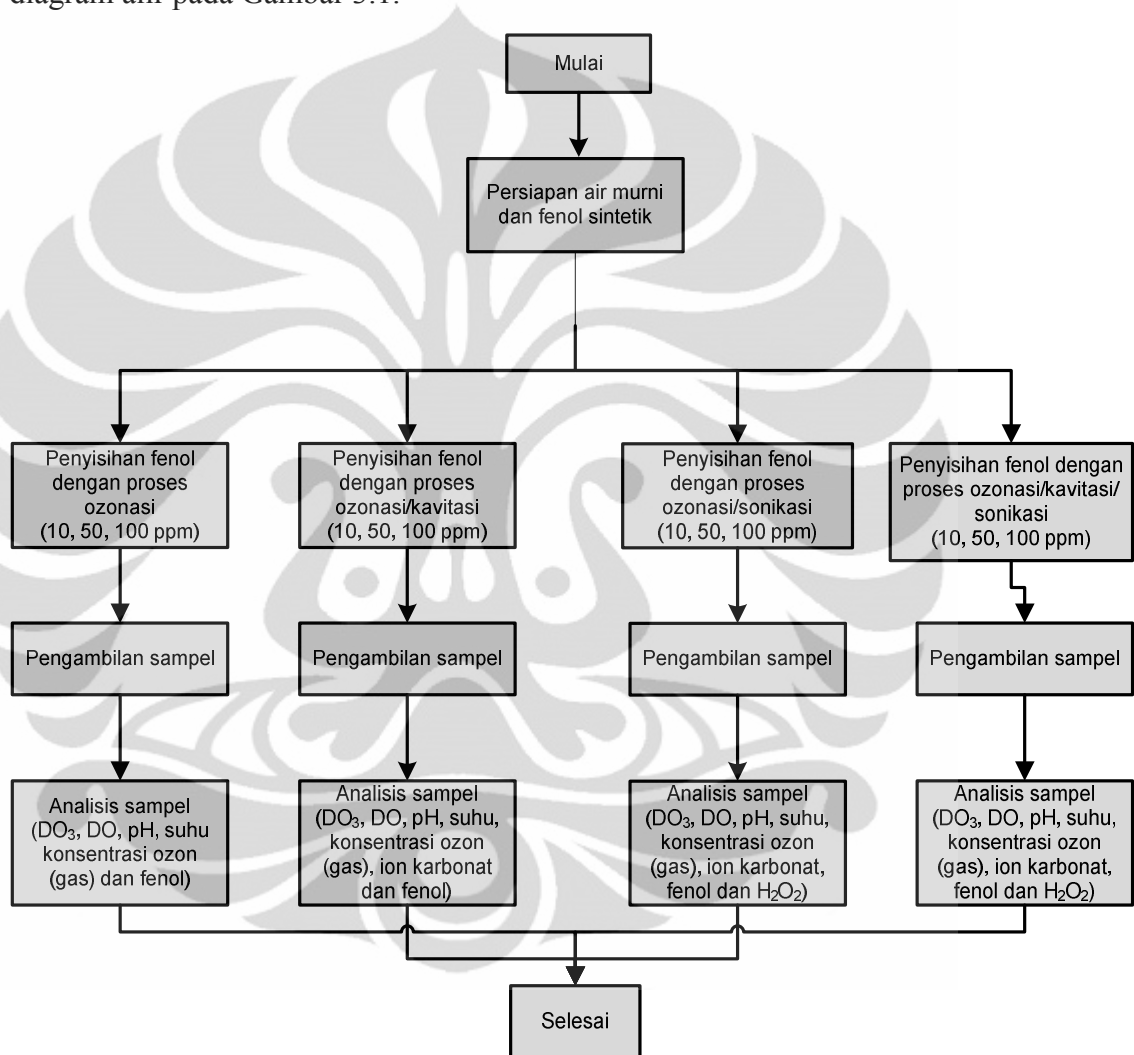 diagram alir pada Gambar 3.1.
Mulai
Persiapan air murni
dan fenol sintetik
Penyisihan fenol
dengan proses
ozonasi
(10, 50, 100 ppm)
Penyisihan fenol
dengan proses
ozonasi/kavitasi
(10, 50, 100 ppm)
Penyisihan fenol
dengan proses
ozonasi/sonikasi
(10, 50, 100 ppm)
Penyisihan fenol dengan
proses ozonasi/kavitasi/
sonikasi
(10, 50, 100 ppm)
Pengambilan sampel
Pengambilan sampel
Pengambilan sampel
Pengambilan sampel
Analisis sampel
(DO₃, DO, pH, suhu
konsentrasi ozon
(gas) dan fenol)
Analisis sampel
(DO₃, DO, pH, suhu,
konsentrasi ozon
(gas), ion karbonat
dan fenol)
Analisis sampel
(DO₃, DO, pH, suhu,
konsentrasi ozon
(gas), ion karbonat,
fenol dan H₂O₂)
Analisis sampel
(DO₃, DO, pH, suhu,
konsentrasi ozon
(gas), ion karbonat,
fenol dan H₂O₂)
Selesai